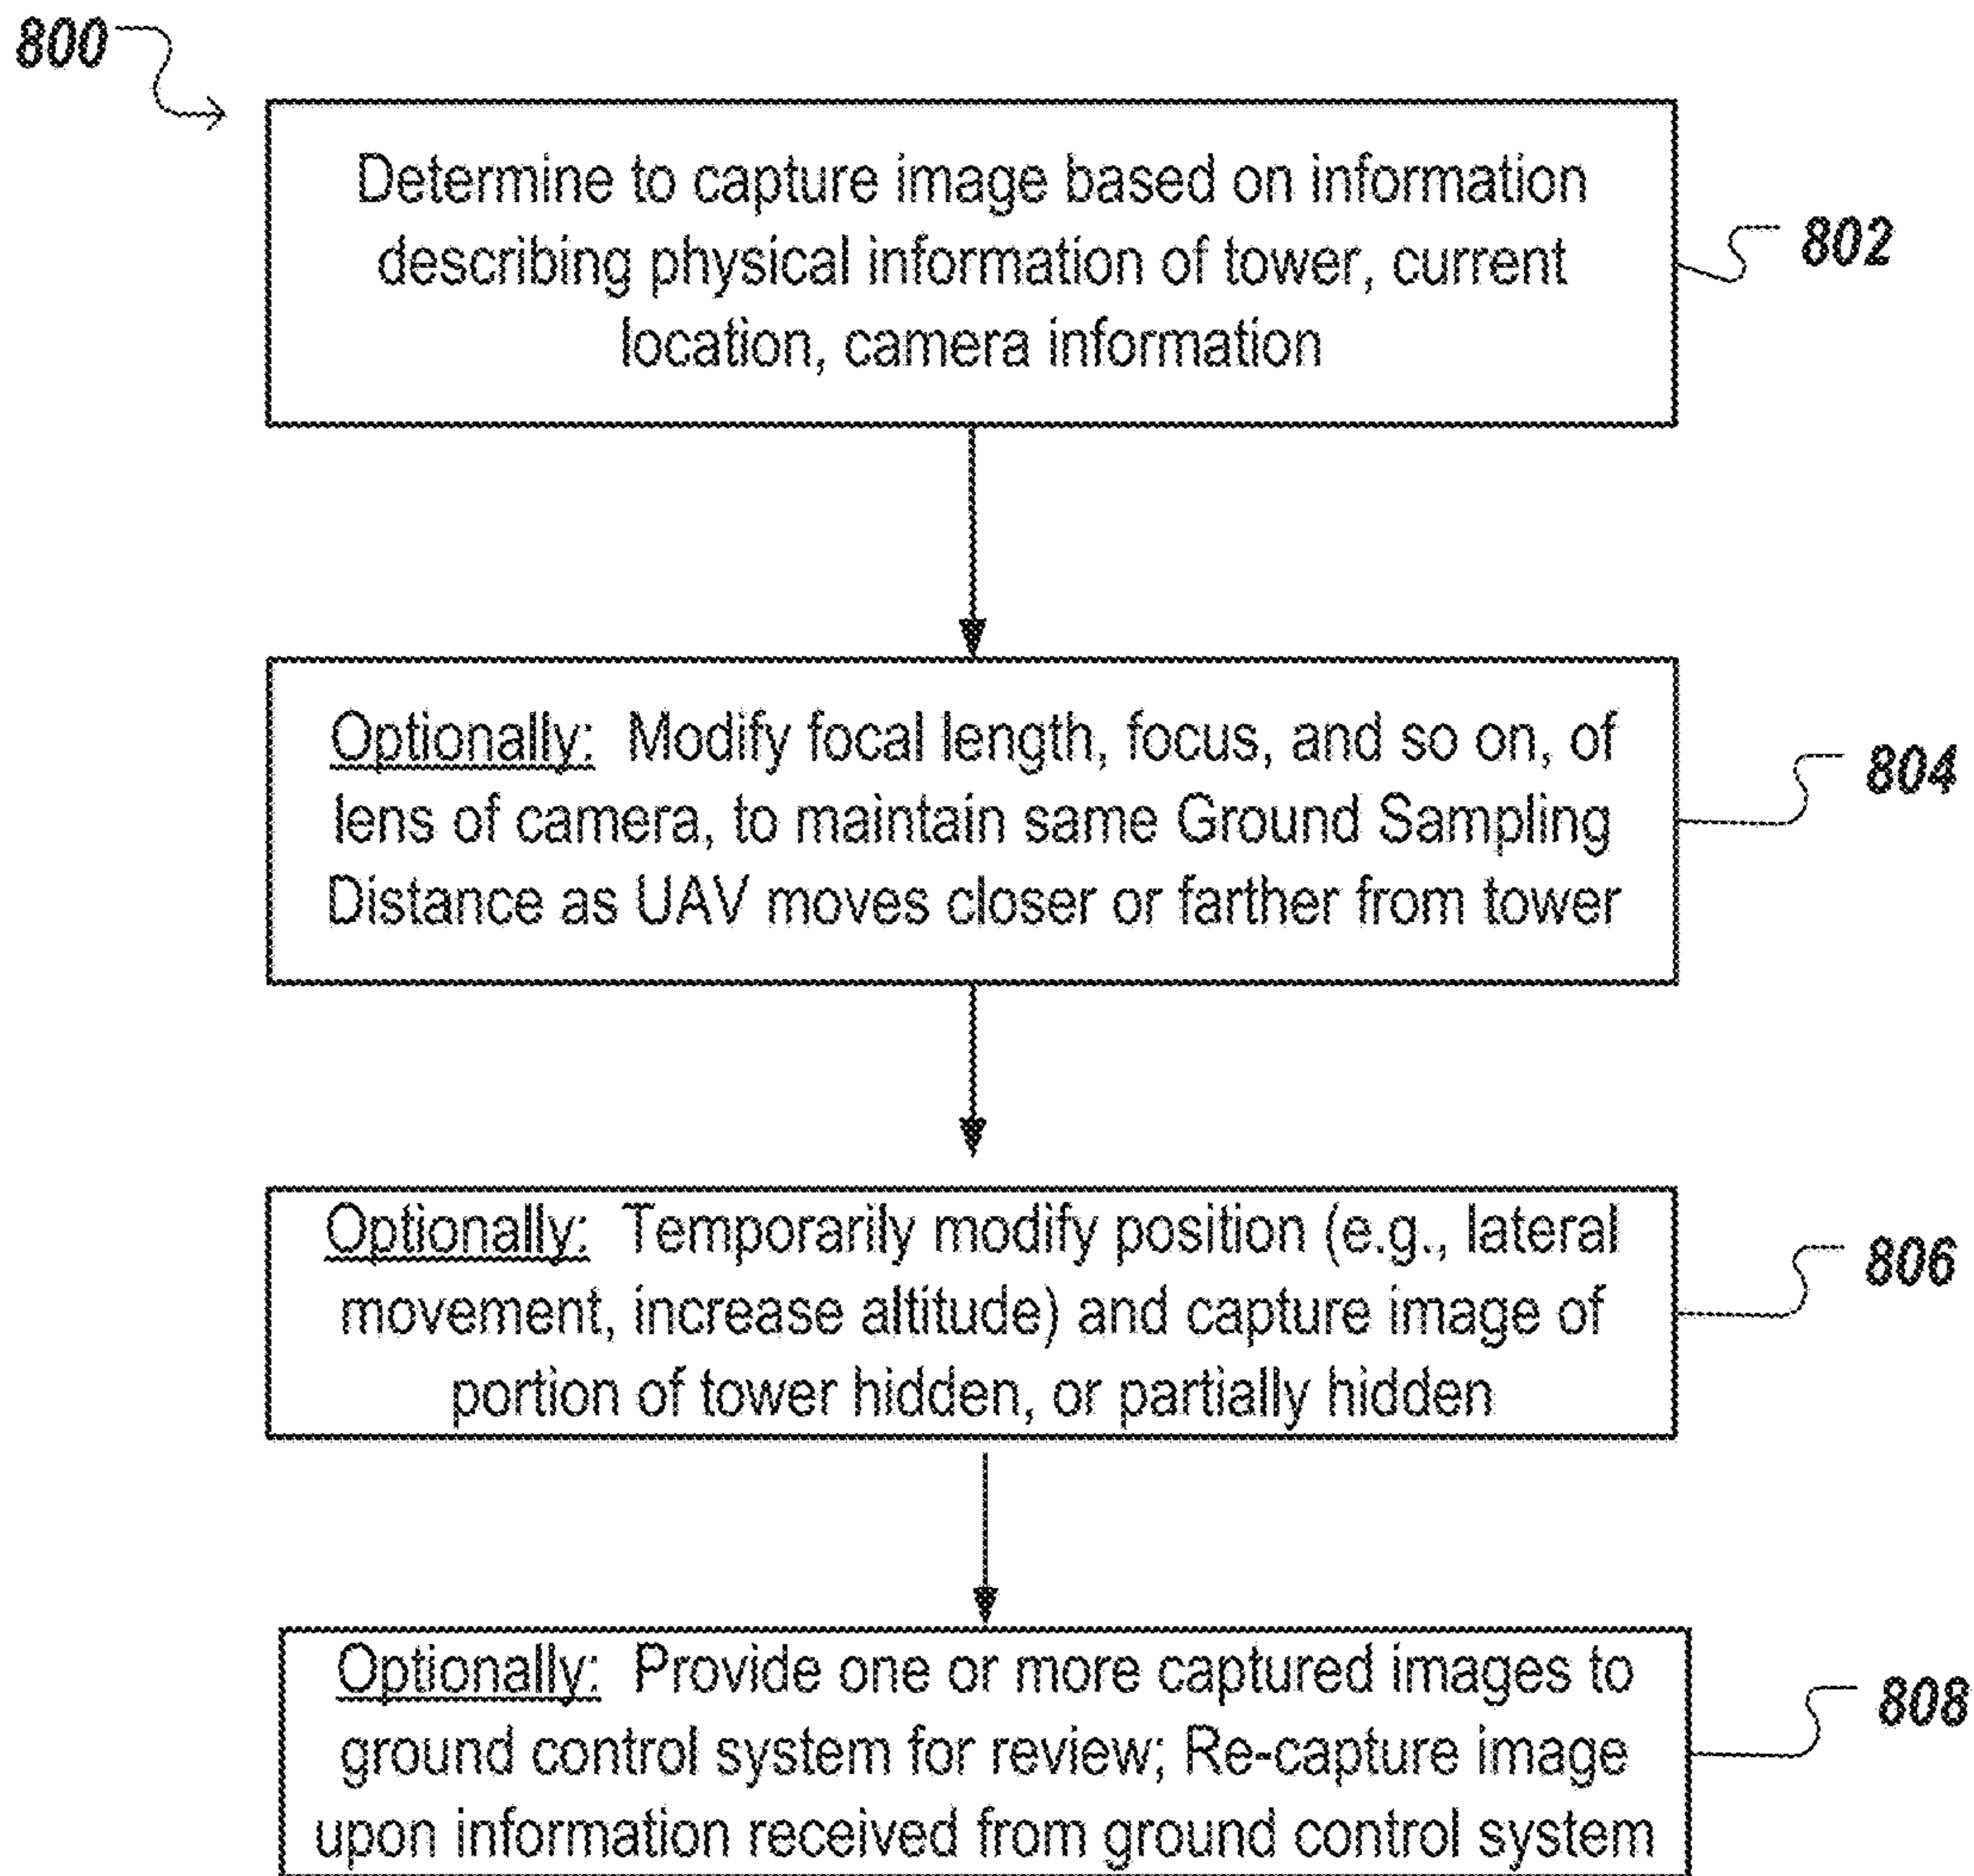 800
Determine to capture image based on information
describing physical information of tower, current
location, camera information
802
Optionally: Modify focal length, focus, and so on, of
lens of camera, to maintain same Ground Sampling
Distance as UAV moves closer or farther from tower
804
Optionally: Temporarily modify position (e.g., lateral
movement, increase altitude) and capture image of
portion of tower hidden, or partially hidden
806
Optionally: Provide one or more captured images to
ground control system for review; Re-capture image
upon information received from ground control system
808